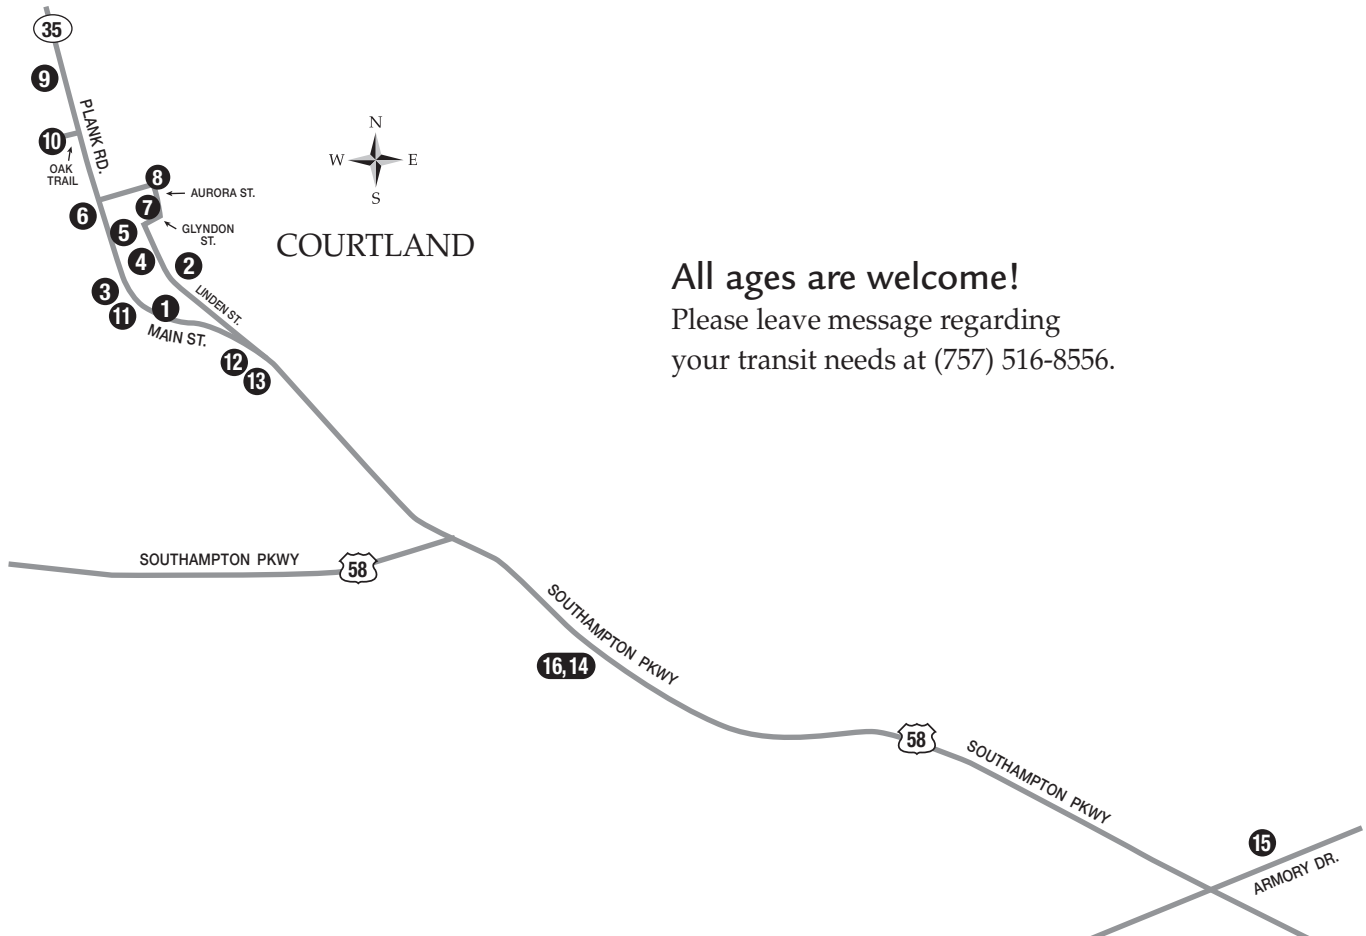 35
9
PLANK RD.
10
OAK
TRAIL
8
AURORA ST.
7
GLYNDON
ST.
6
5
4
2
3
11
1
LINDEN ST.
MAIN ST.
12
13
N
W E
S
COURTLAND
All ages are welcome!
Please leave message regarding
your transit needs at (757) 516-8556.
SOUTHAMPTON PKWY
58
SOUTHAMPTON PKWY
16, 14
58
SOUTHAMPTON PKWY
15
ARMORY DR.